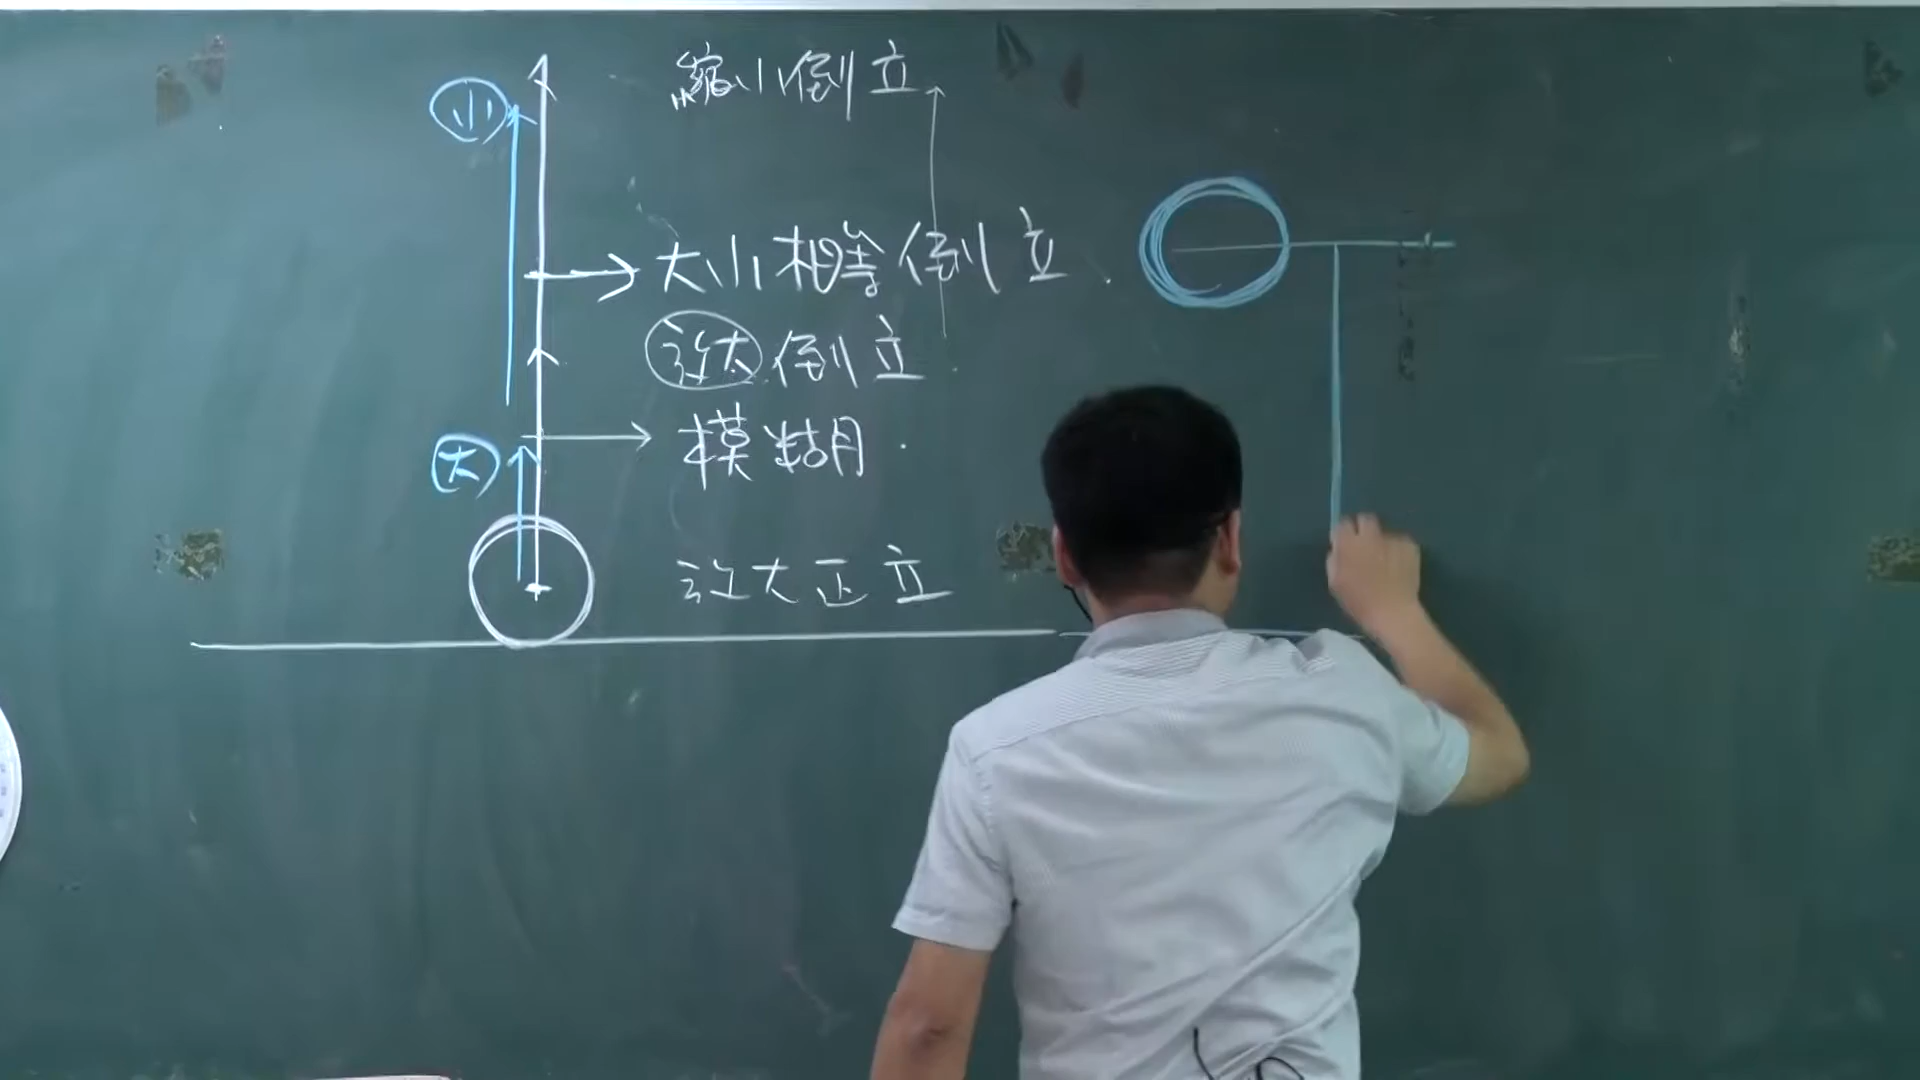 縮小倒立
小
大小相等倒立
放大倒立
模糊
大
放大正立